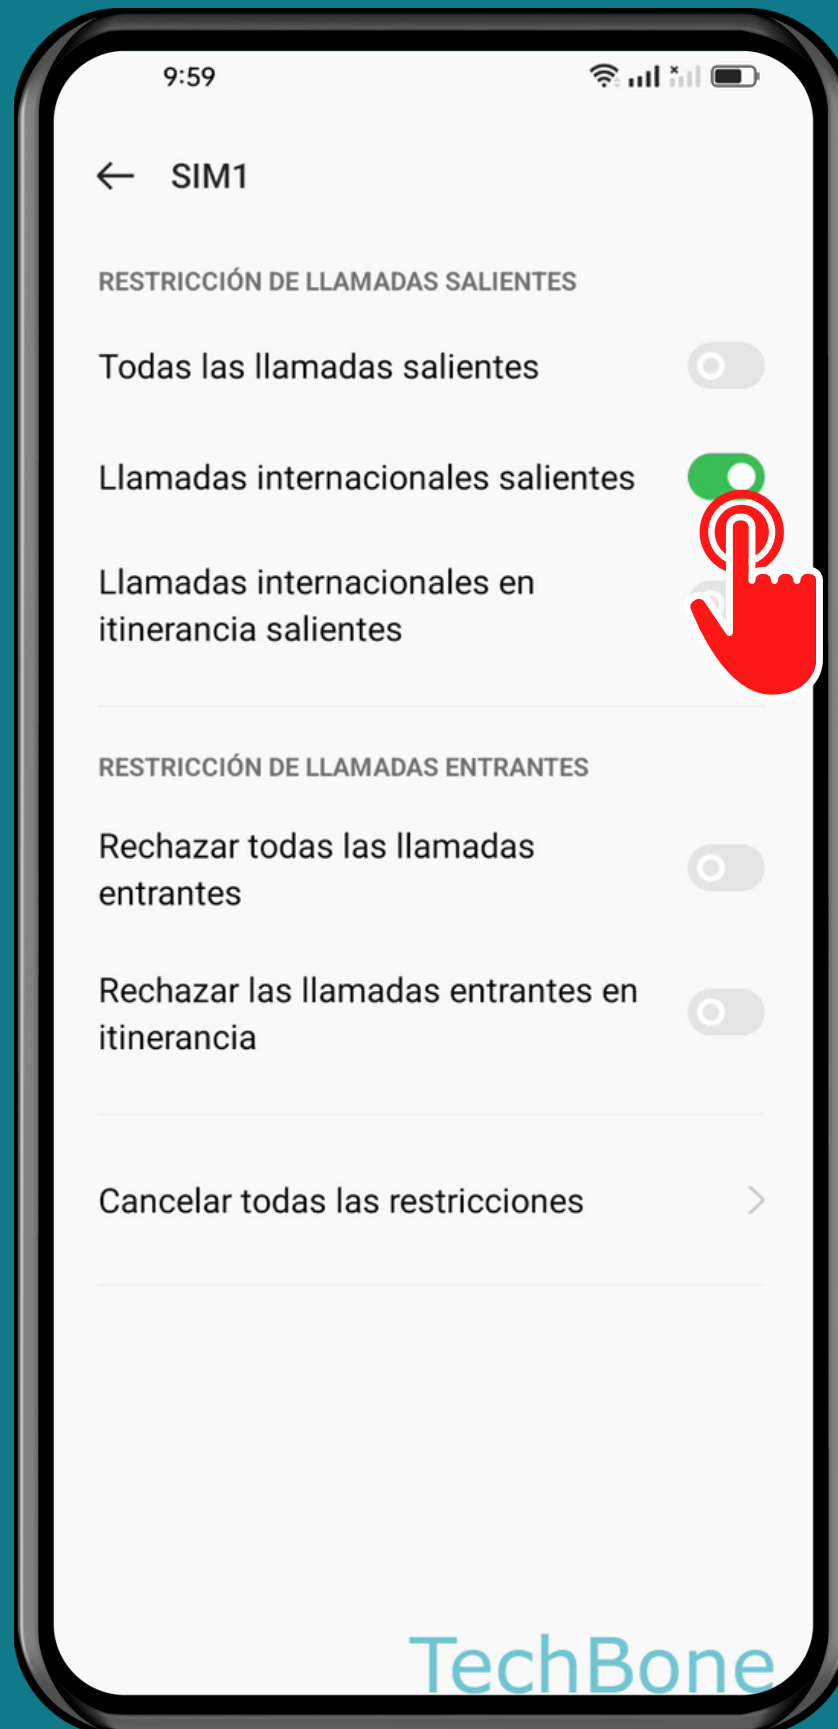 9:59
SIM1
RESTRICCIÓN DE LLAMADAS SALIENTES
Todas las llamadas salientes
Llamadas internacionales salientes
Llamadas internacionales en
itinerancia salientes
RESTRICCIÓN DE LLAMADAS ENTRANTES
Rechazar todas las llamadas
entrantes
Rechazar las llamadas entrantes en
itinerancia
Cancelar todas las restricciones
TechBone